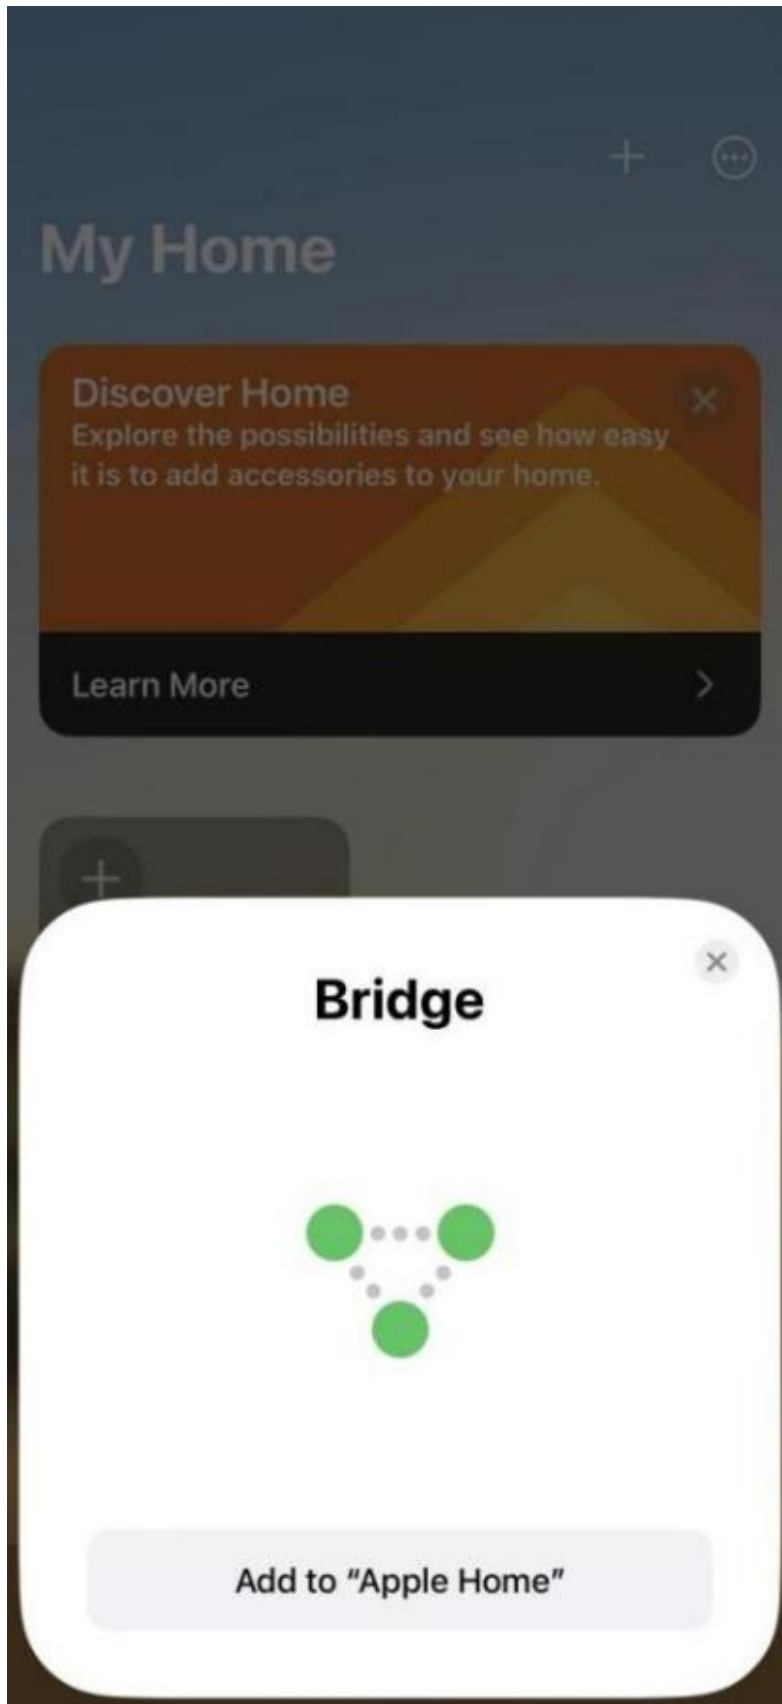 My Home
Discover Home
Explore the possibilities and see how easy
it is to add accessories to your home.
Learn More
Bridge
Add to “Apple Home”